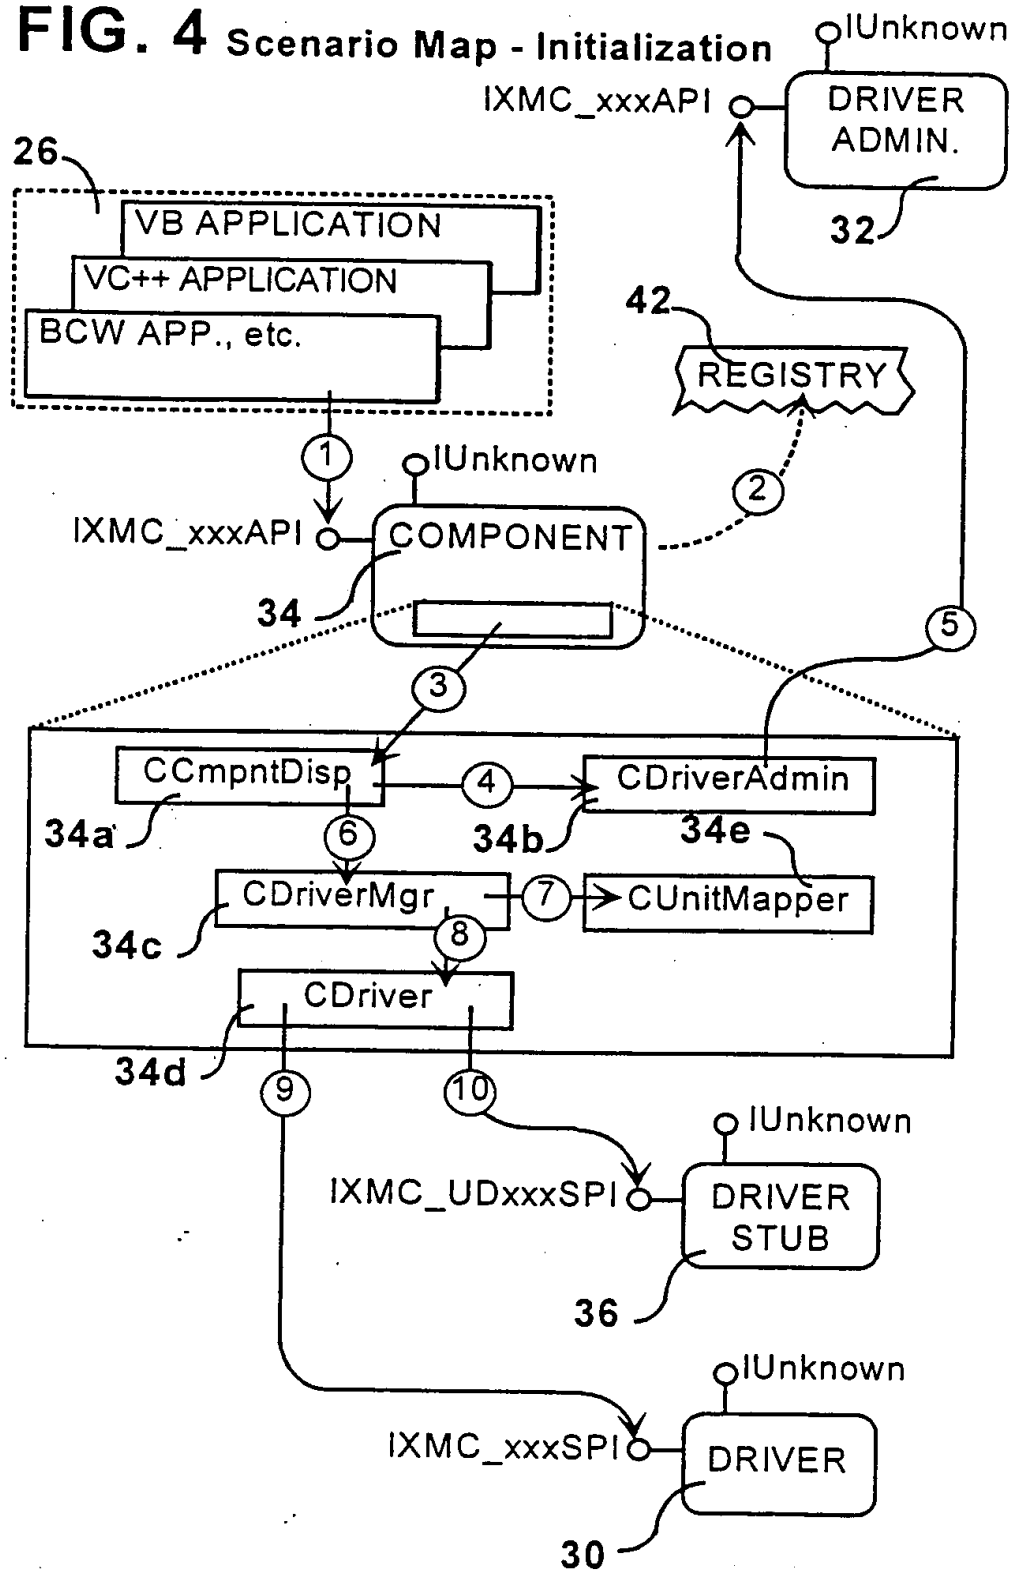 FIG. 4 Scenario Map - Initialization
IUnknown
IXMC_xxxAPI
DRIVER
ADMIN.
32
26
VB APPLICATION
VC++ APPLICATION
BCW APP., etc.
42
REGISTRY
1
2
IUnknown
IXMC_xxxAPI
COMPONENT
34
5
3
CCmpntDisp
4
CDriverAdmin
34a
6
34b
34e
CDriverMgr
7
CUnitMapper
34c
8
CDriver
34d
9
10
IUnknown
IXMC_UDxxxSPI
DRIVER
STUB
36
IUnknown
IXMC_xxxSPI
DRIVER
30